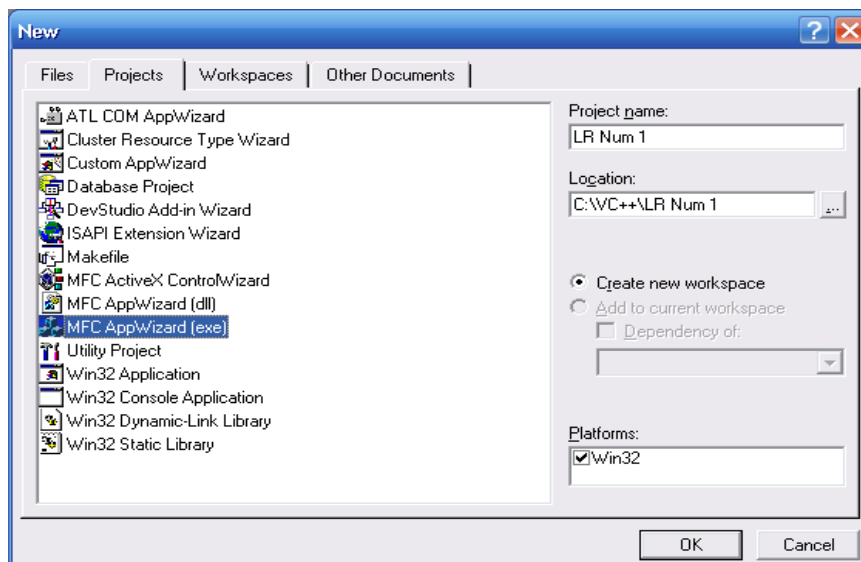 New
Files Projects Workspaces Other Documents
ATL COM AppWizard
Cluster Resource Type Wizard
Custom AppWizard
Database Project
DevStudio Add-in Wizard
ISAPI Extension Wizard
Makefile
MFC ActiveX ControlWizard
MFC AppWizard (dll)
MFC AppWizard (exe)
Utility Project
Win32 Application
Win32 Console Application
Win32 Dynamic-Link Library
Win32 Static Library
Project name:
LR Num 1
Location:
C:\VC++\LR Num 1
...
Create new workspace
Add to current workspace
Dependency of:
Platforms:
Win32
OK Cancel